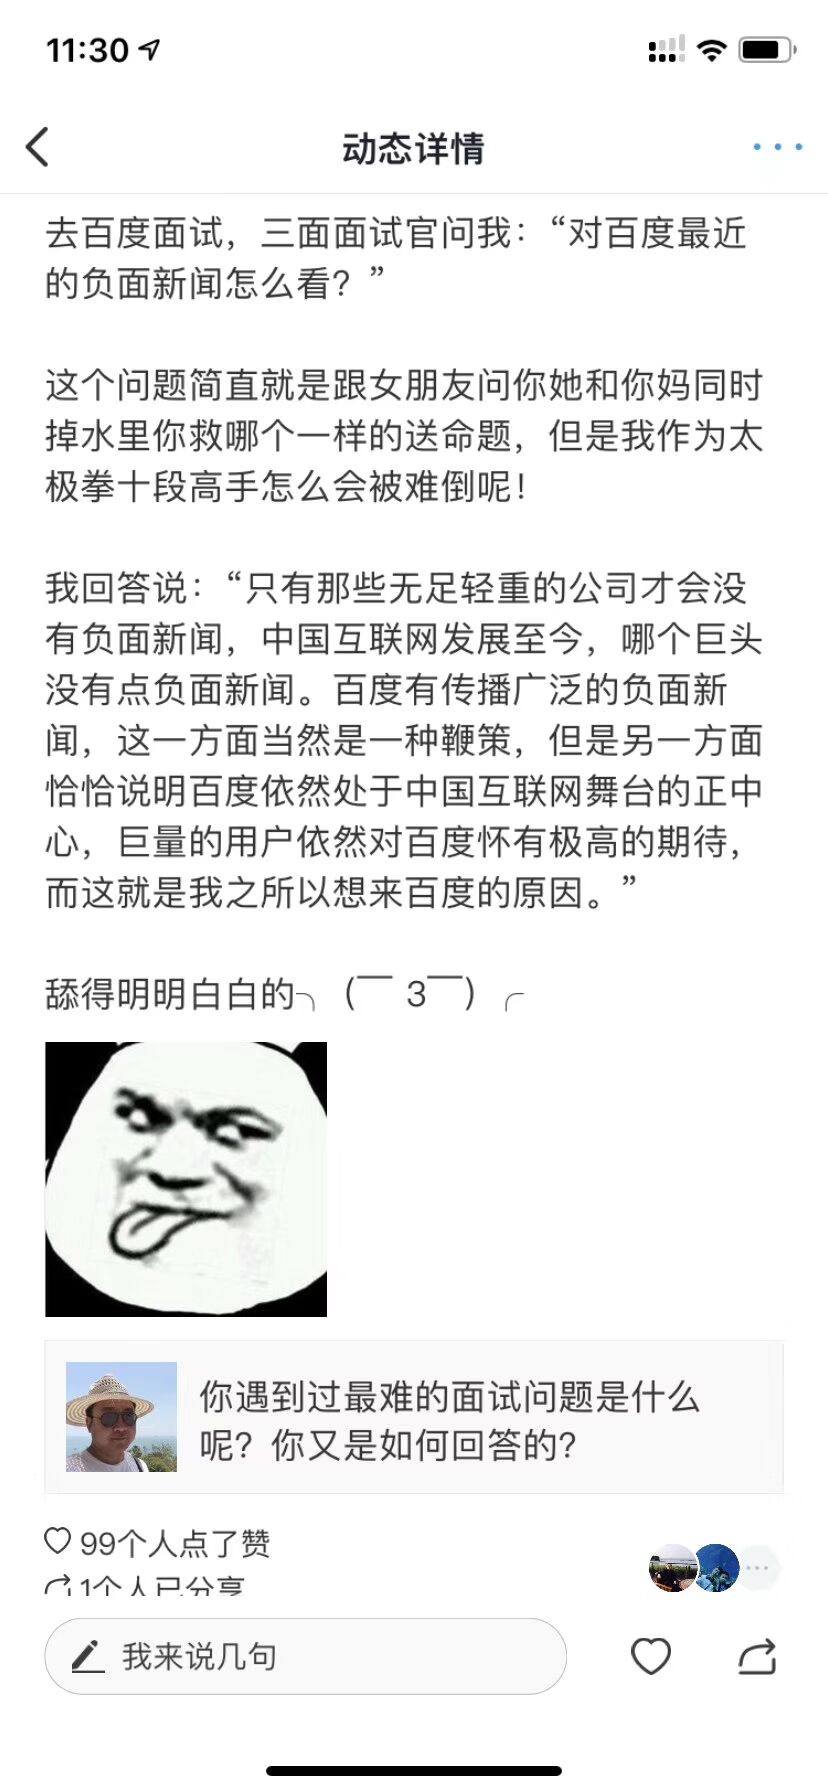 11:30
动态详情
去百度面试，三面面试官问我：“对百度最近
的负面新闻怎么看？”
这个问题简直就是跟女朋友问你她和你妈同时
掉水里你救哪个一样的送命题，但是我作为太
极拳十段高手怎么会被难倒呢！
我回答说：“只有那些无足轻重的公司才会没
有负面新闻，中国互联网发展至今，哪个巨头
没有点负面新闻。百度有传播广泛的负面新
闻，这一方面当然是一种鞭策，但是另一方面
恰恰说明百度依然处于中国互联网舞台的正中
心，巨量的用户依然对百度怀有极高的期待，
而这就是我之所以想来百度的原因。”
舔得明明白白的╮（￣ 3￣）╭
你遇到过最难的面试问题是什么
呢？你又是如何回答的？
99个人点了赞
1个人已分享
我来说几句